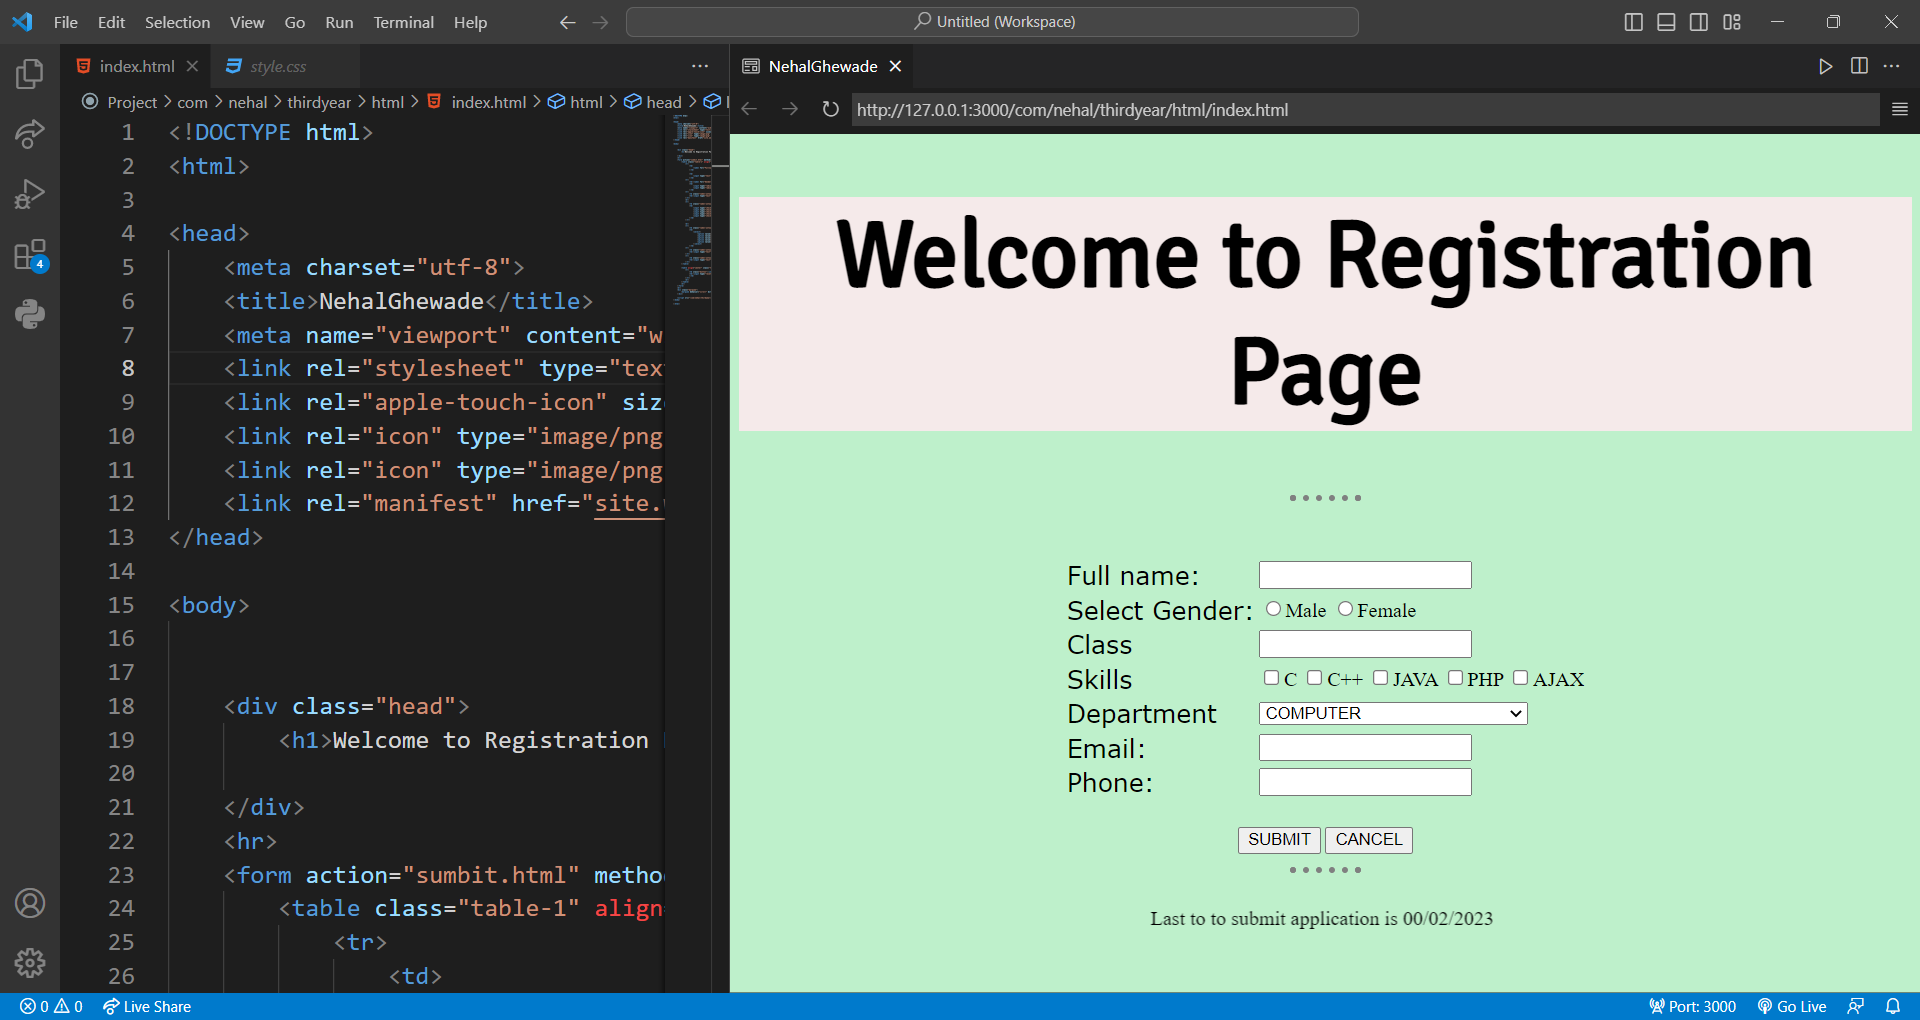 File Edit Selection View Go Run Terminal Help
Untitled (Workspace)
index.html
style.css
NehalGhewade
Project > com > nehal > thirdyear > html > index.html > html > head >
http://127.0.0.1:3000/com/nehal/thirdyear/html/index.html
1 <!DOCTYPE html>
2 <html>
3
4 <head>
5 <meta charset="utf-8">
6 <title>NehalGhewade</title>
7 <meta name="viewport" content="w
8 <link rel="stylesheet" type="tex
9 <link rel="apple-touch-icon" siz
10 <link rel="icon" type="image/png
11 <link rel="icon" type="image/png
12 <link rel="manifest" href="site.
13 </head>
14
15 <body>
16
17
18 <div class="head">
19 <h1>Welcome to Registration
20
21 </div>
22 <hr>
23 <form action="sumbit.html" metho
24 <table class="table-1" align
25 <tr>
26 <td>
Welcome to Registration
Page
Full name:
Select Gender: Male Female
Class
Skills C C++ JAVA PHP AJAX
Department COMPUTER
Email:
Phone:
SUBMIT CANCEL
Last to to submit application is 00/02/2023
4
0 0 Live Share
Port: 3000 Go Live